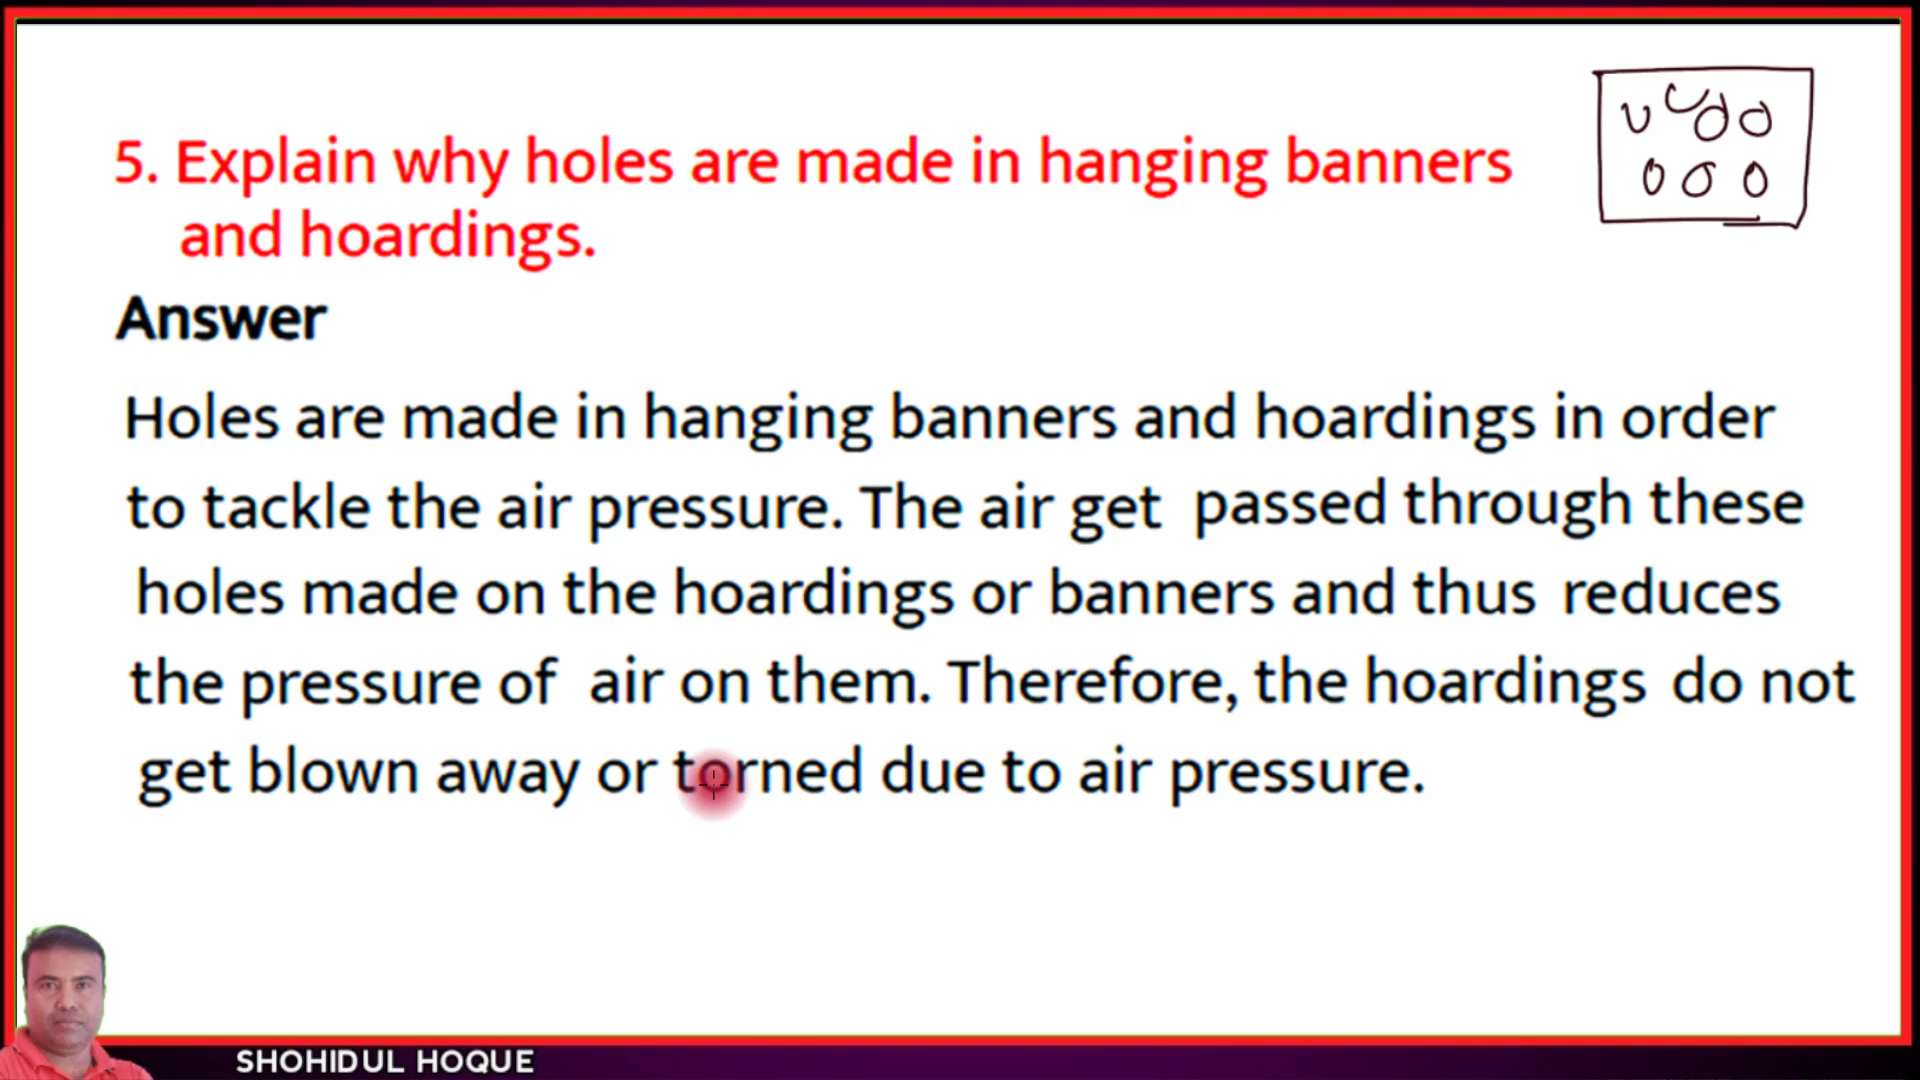 5. Explain why holes are made in hanging banners
and hoardings.
Answer
Holes are made in hanging banners and hoardings in order
to tackle the air pressure. The air get passed through these
holes made on the hoardings or banners and thus reduces
the pressure of air on them. Therefore, the hoardings do not
get blown away or torned due to air pressure.
SHOHIDUL HOQUE